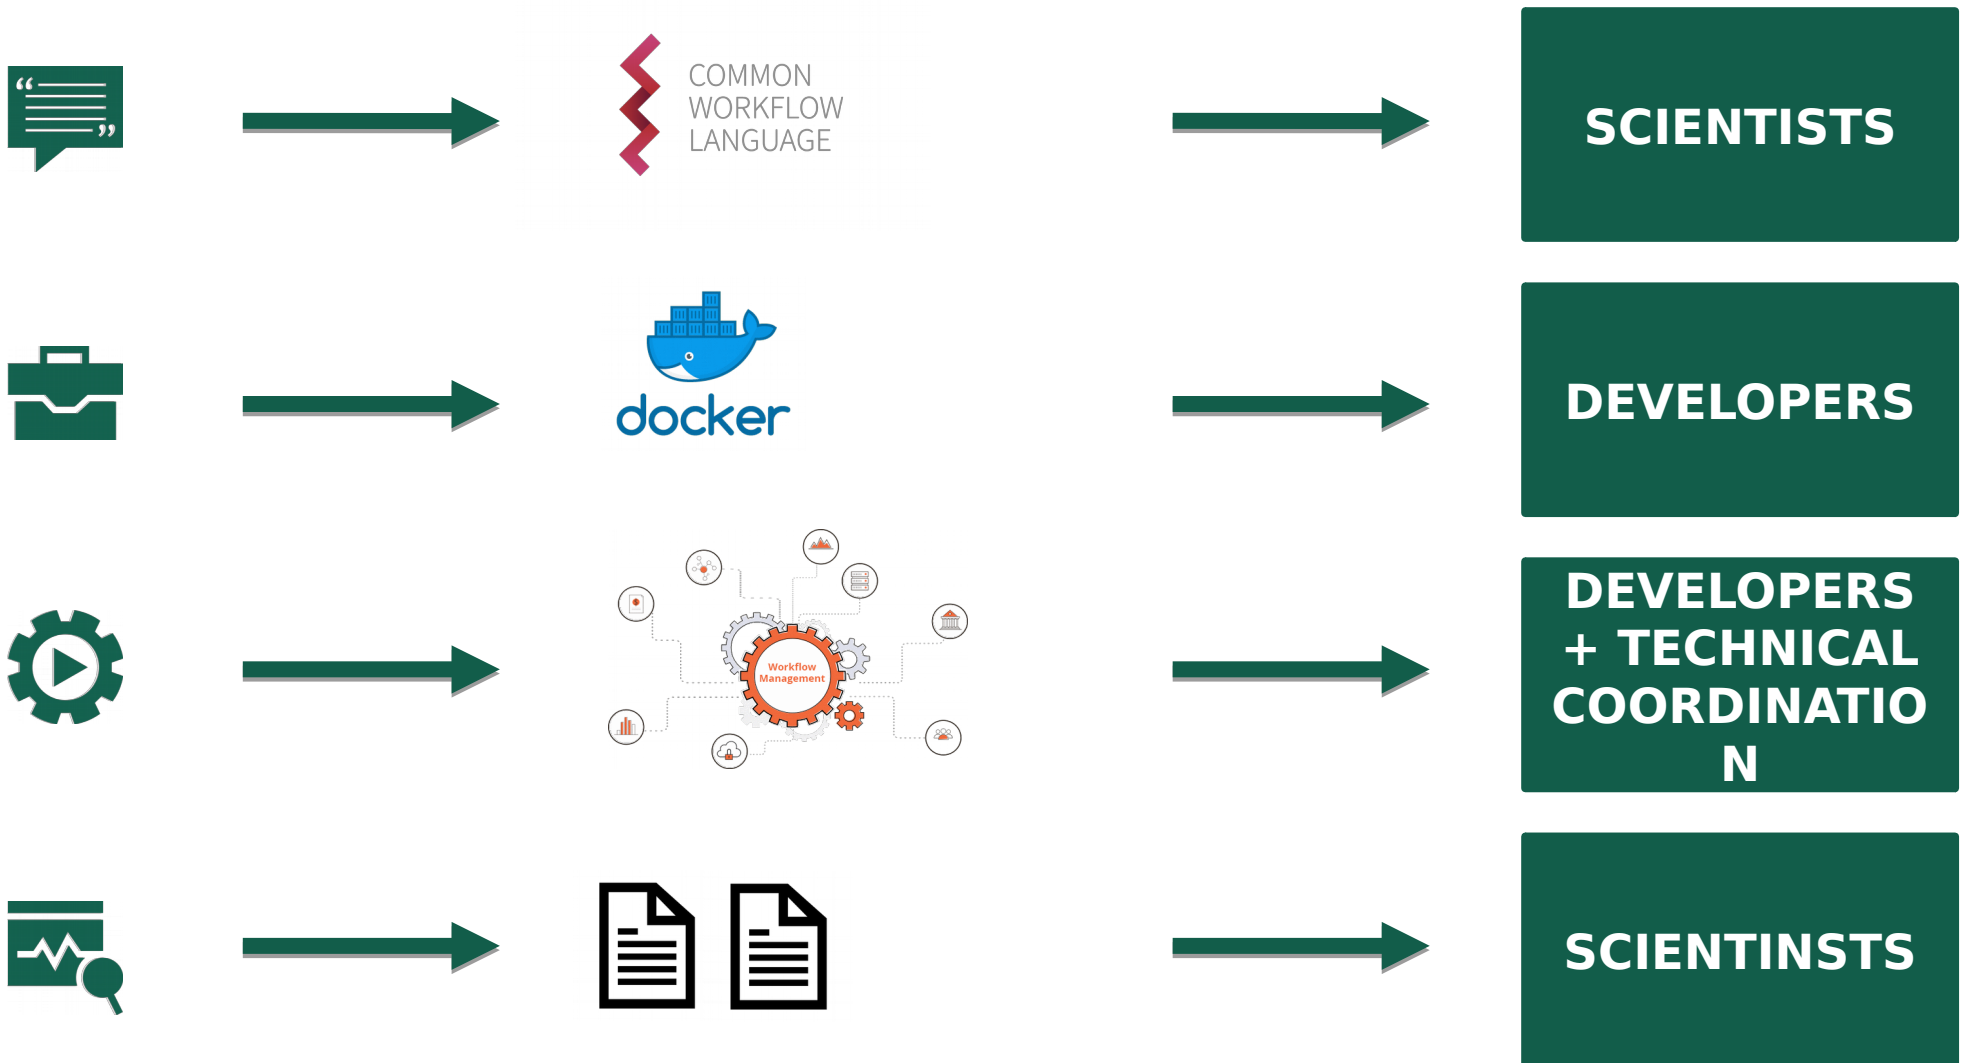 COMMON
WORKFLOW
LANGUAGE
SCIENTISTS
docker
DEVELOPERS
Workflow
Management
DEVELOPERS
+ TECHNICAL
COORDINATIO
N
SCIENTINSTS